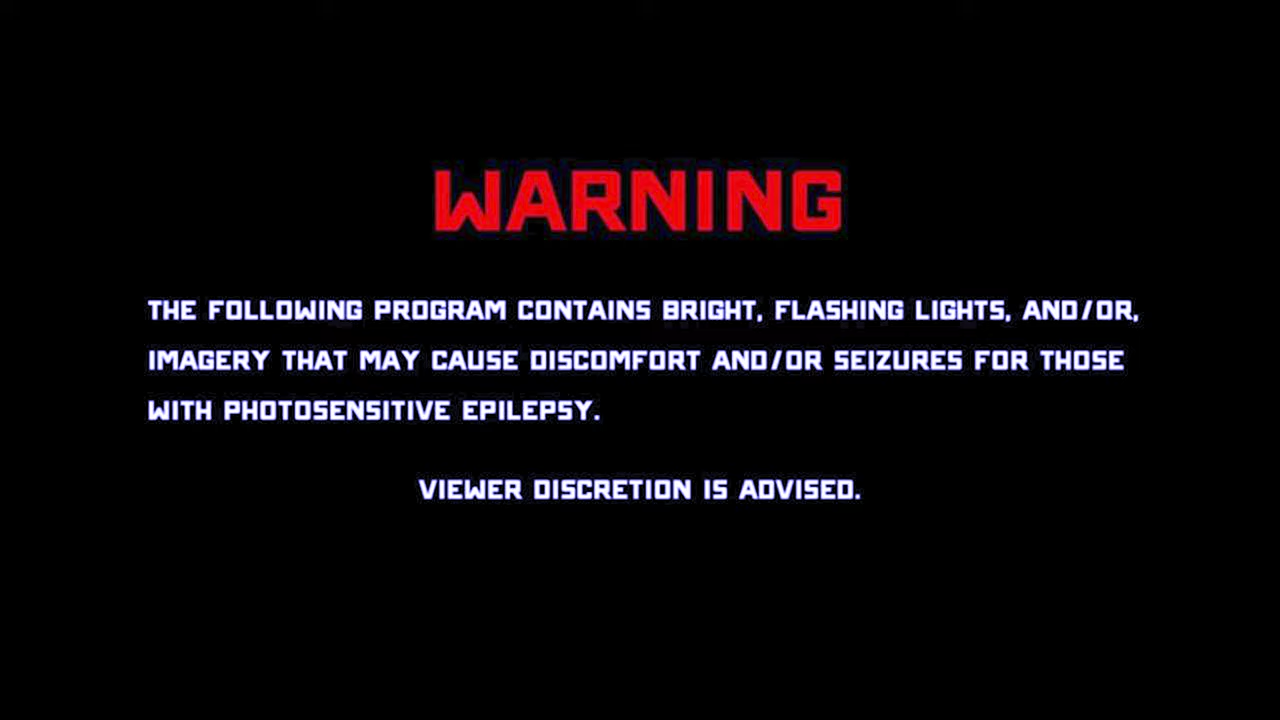 WARNING
THE FOLLOWING PROGRAM CONTAINS BRIGHT, FLASHING LIGHTS, AND/OR,
IMAGERY THAT MAY CAUSE DISCOMFORT AND/OR SEIZURES FOR THOSE
WITH PHOTOSENSITIVE EPILEPSY.
VIEWER DISCRETION IS ADVISED.